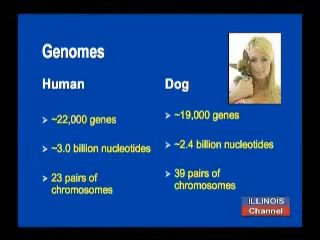 Genomes
Human
~22,000 genes
~3.0 billion nucleotides
23 pairs of
chromosomes
Dog
~19,000 genes
~2.4 billion nucleotides
39 pairs of
chromosomes
ILLINOIS
Channel